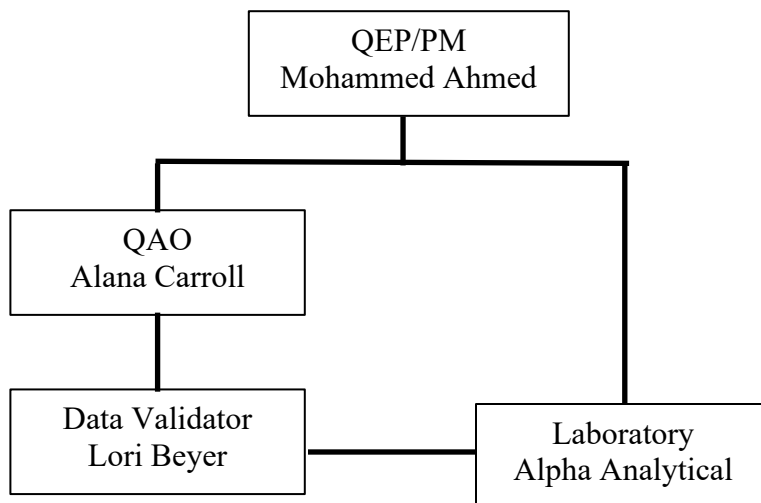 QEP/PM
Mohammed Ahmed
QAO
Alana Carroll
Data Validator
Lori Beyer
Laboratory
Alpha Analytical